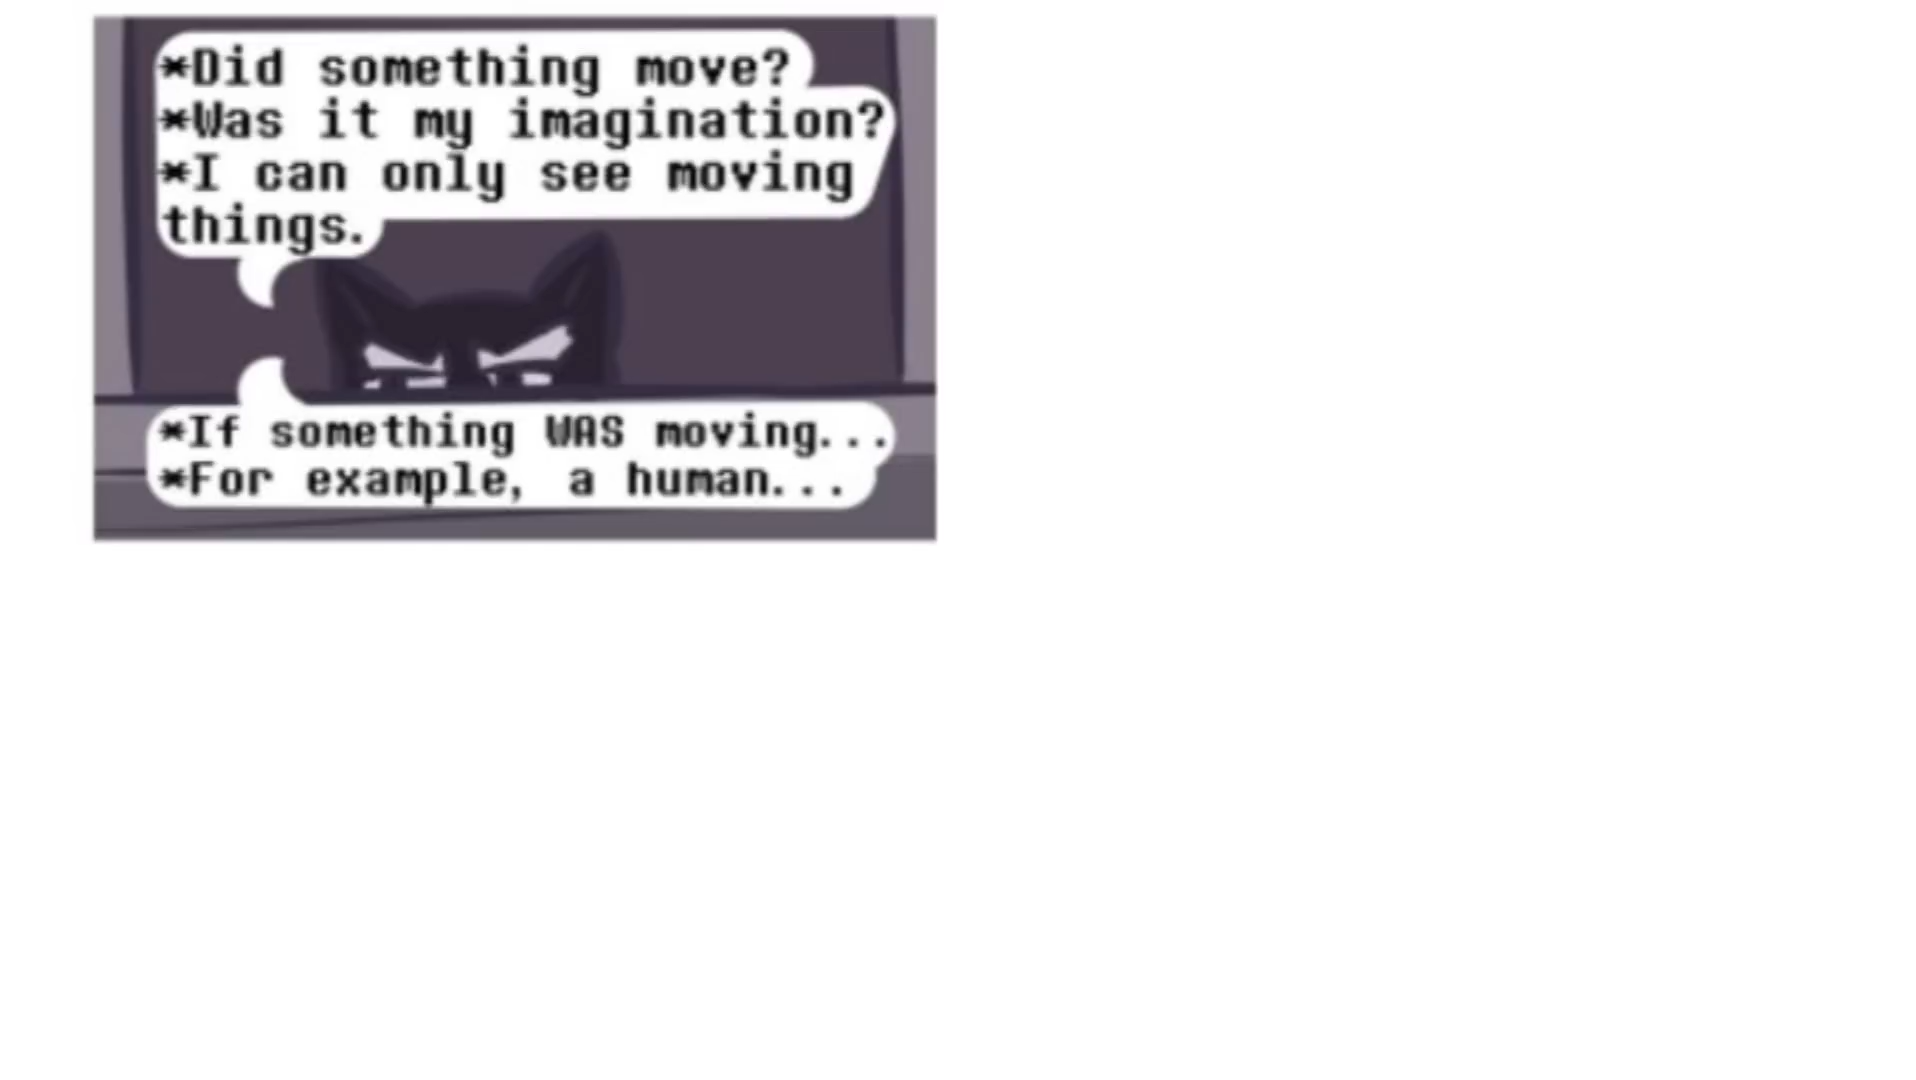 *Did something move?
*Was it my imagination?
*I can only see moving
things.
*If something WAS moving...
*For example, a human...